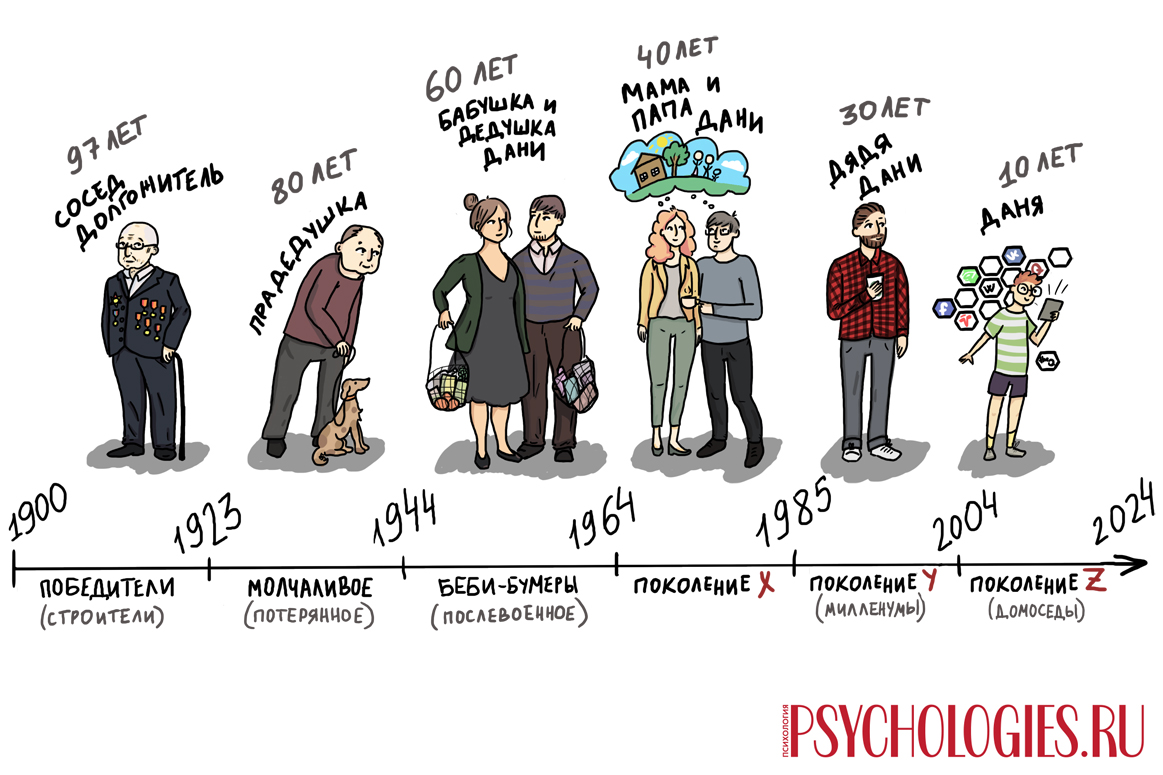 97 ЛЕТ
СОСЕД
ДОЛГОЖИТЕЛЬ
80 ЛЕТ
ПРАДЕДУШКА
60 ЛЕТ
БАБУШКА И
ДЕДУШКА
ДАНИ
40 ЛЕТ
МАМА И
ПАПА
ДАНИ
30 ЛЕТ
ДЯДЯ
ДАНИ
10 ЛЕТ
ДАНЯ
W
f
1900
1923
1944
1964
1985
2004
2024
ПОБЕДИТЕЛИ
(СТРОИТЕЛИ)
МОЛЧАЛИВОЕ
(ПОТЕРЯННОЕ)
БЕБИ-БУМЕРЫ
(ПОСЛЕВОЕННОЕ)
ПОКОЛЕНИЕ X
ПОКОЛЕНИЕ Y
(МИЛЛЕНУМЫ)
ПОКОЛЕНИЕ Z
(ДОМОСЕДЫ)
ПСИХОЛОГИЯ
PSYCHOLOGIES.RU